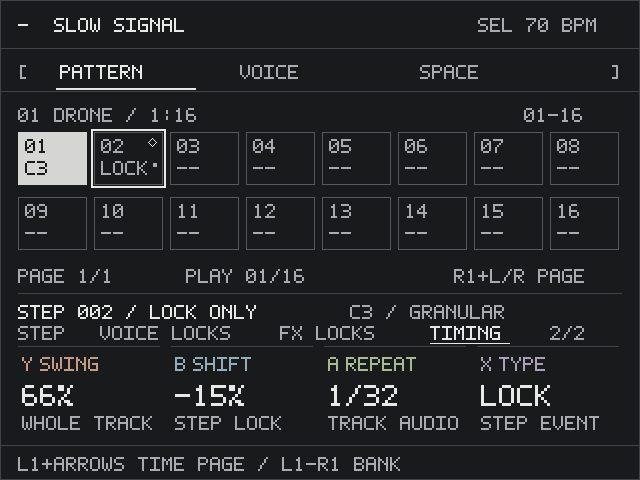 — SLOW SIGNAL SEL 70 BPM
[ PATTERN VOICE SPACE ]
01 DRONE / 1:16 01-16
01 02 ◇ 03 04 05 06 07 08
C3 LOCK▪ -- -- -- -- -- --
09 10 11 12 13 14 15 16
-- -- -- -- -- -- -- --
PAGE 1/1 PLAY 01/16 R1+L/R PAGE
STEP 002 / LOCK ONLY C3 / GRANULAR
STEP VOICE LOCKS FX LOCKS TIMING 2/2
Y SWING B SHIFT A REPEAT X TYPE
66% -15% 1/32 LOCK
WHOLE TRACK STEP LOCK TRACK AUDIO STEP EVENT
L1+ARROWS TIME PAGE / L1-R1 BANK